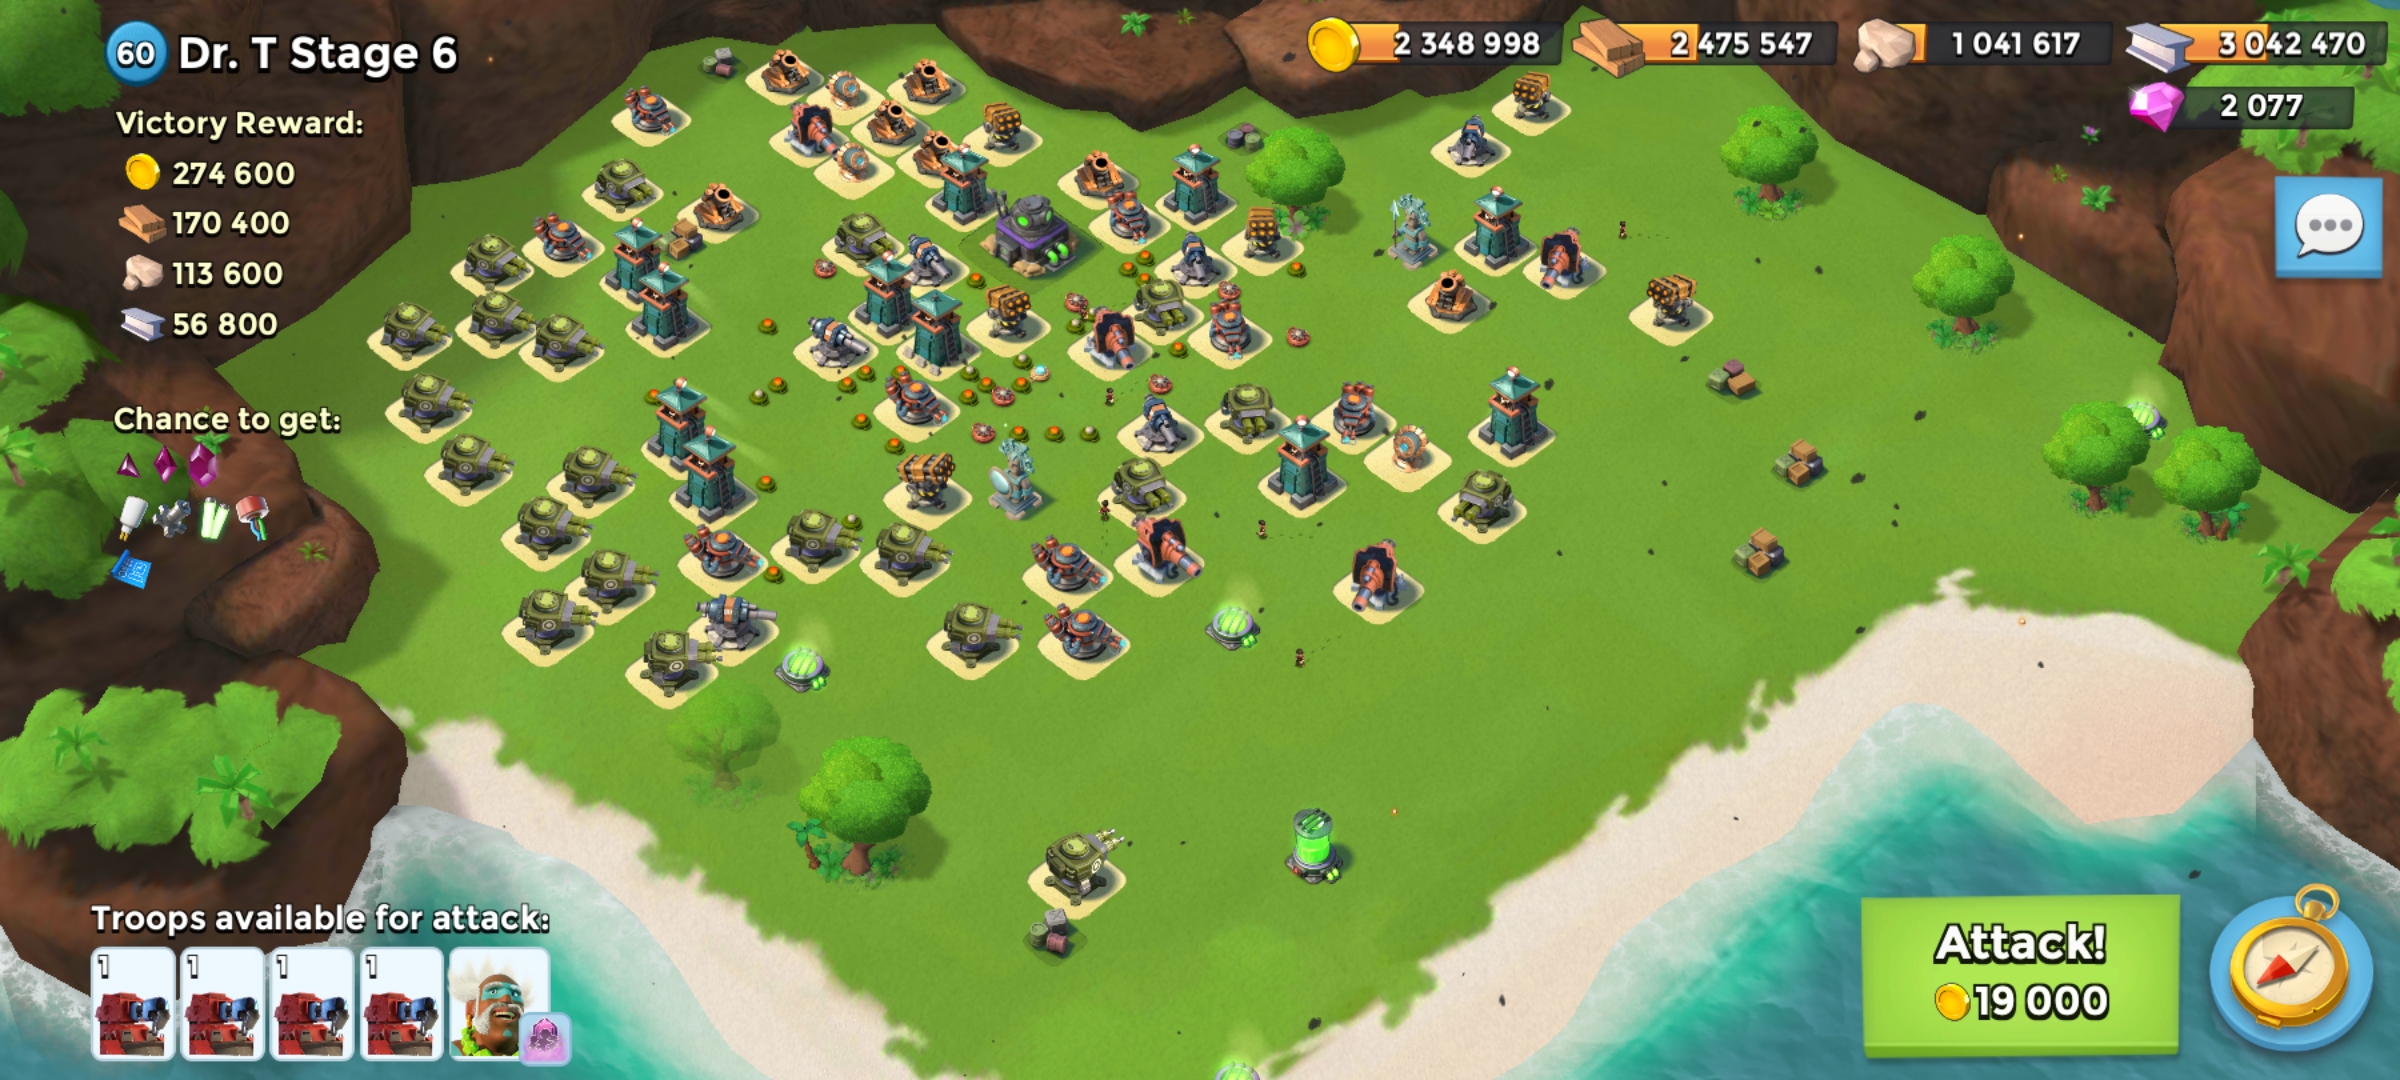 60 Dr. T Stage 6
2 348 998
2 475 547
1 041 617
3 042 470
2 077
Victory Reward:
274 600
170 400
113 600
56 800
Chance to get:
Troops available for attack:
1
1
1
1
Attack!
19 000